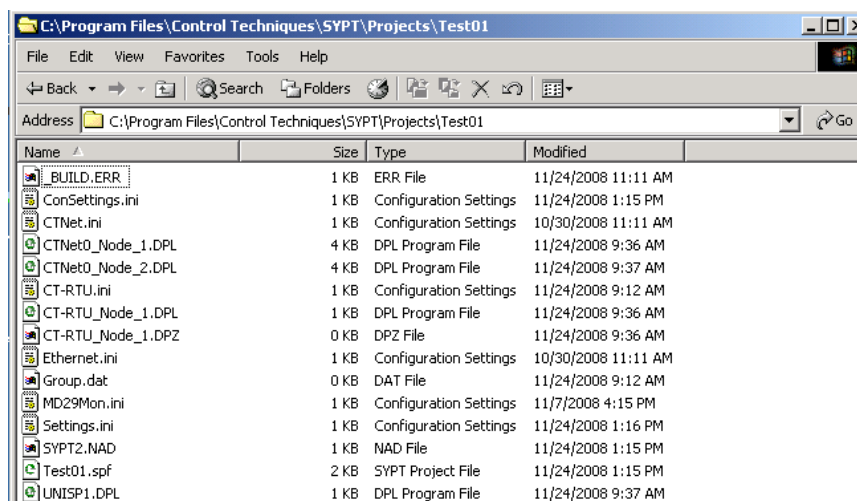 C:\Program Files\Control Techniques\SYPT\Projects\Test01
File Edit View Favorites Tools Help
Back Search Folders
Address C:\Program Files\Control Techniques\SYPT\Projects\Test01 Go
Name Size Type Modified
_BUILD.ERR 1 KB ERR File 11/24/2008 11:11 AM
ConSettings.ini 1 KB Configuration Settings 11/24/2008 1:15 PM
CTNet.ini 1 KB Configuration Settings 10/30/2008 11:11 AM
CTNet0_Node_1.DPL 4 KB DPL Program File 11/24/2008 9:36 AM
CTNet0_Node_2.DPL 4 KB DPL Program File 11/24/2008 9:37 AM
CT-RTU.ini 1 KB Configuration Settings 11/24/2008 9:12 AM
CT-RTU_Node_1.DPL 1 KB DPL Program File 11/24/2008 9:36 AM
CT-RTU_Node_1.DPZ 0 KB DPZ File 11/24/2008 9:36 AM
Ethernet.ini 1 KB Configuration Settings 10/30/2008 11:11 AM
Group.dat 0 KB DAT File 11/24/2008 9:12 AM
MD29Mon.ini 1 KB Configuration Settings 11/7/2008 4:15 PM
Settings.ini 1 KB Configuration Settings 11/24/2008 1:16 PM
SYPT2.NAD 1 KB NAD File 11/24/2008 1:15 PM
Test01.spf 2 KB SYPT Project File 11/24/2008 1:15 PM
UNISP1.DPL 1 KB DPL Program File 11/24/2008 9:37 AM